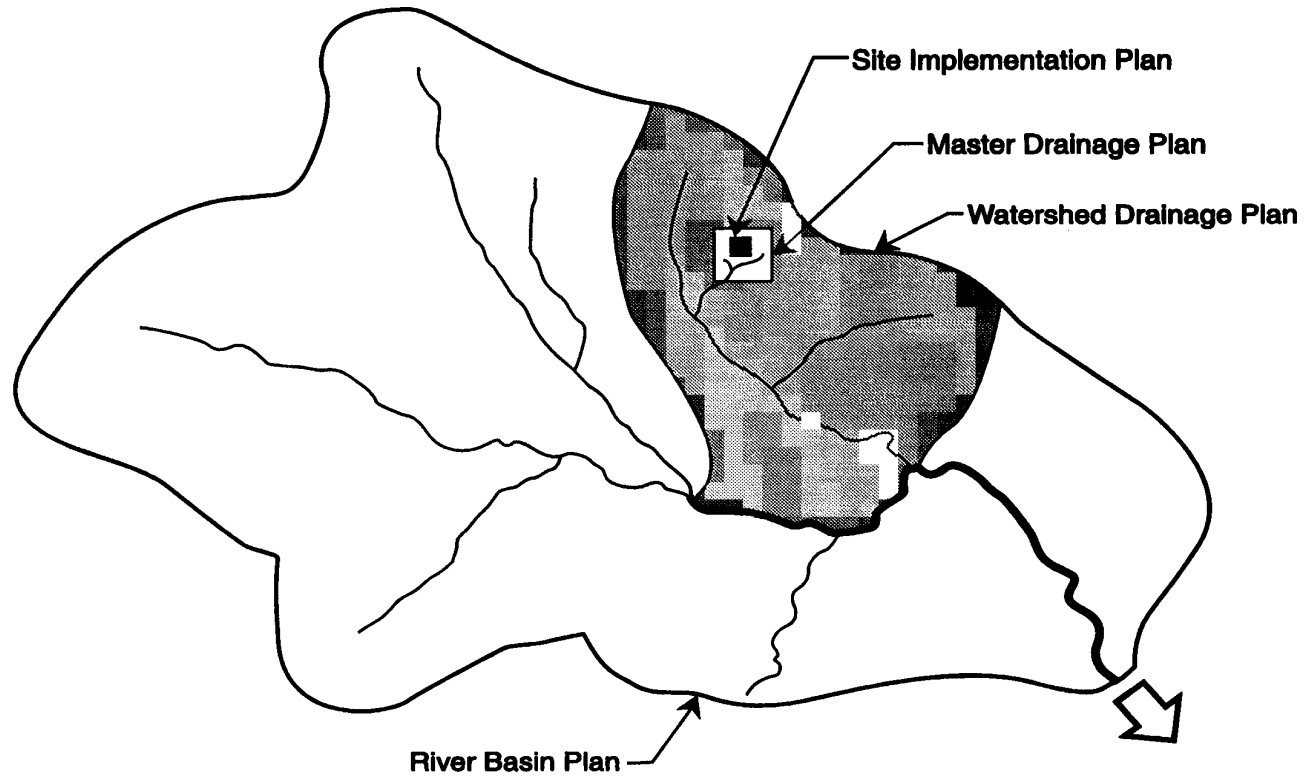 Site Implementation Plan
Master Drainage Plan
Watershed Drainage Plan
River Basin Plan